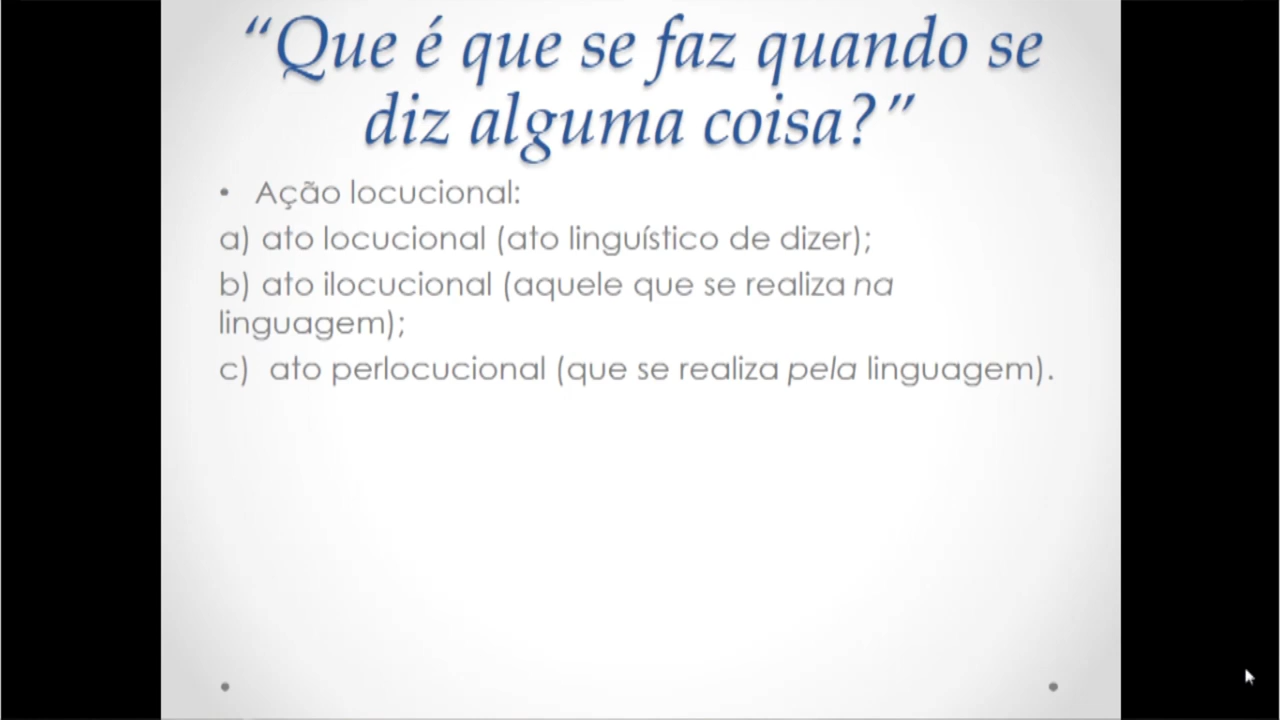 “Que é que se faz quando se
diz alguma coisa?”
• Ação locucional:
a) ato locucional (ato linguístico de dizer);
b) ato ilocucional (aquele que se realiza na
linguagem);
c) ato perlocucional (que se realiza pela linguagem).